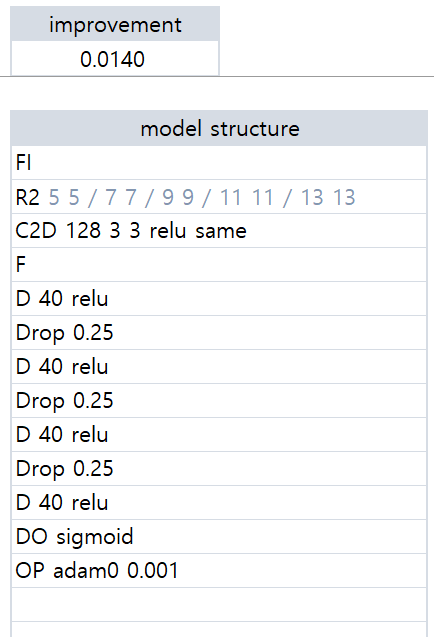 improvement
0.0140
model structure
FI
R2 5 5 / 7 7 / 9 9 / 11 11 / 13 13
C2D 128 3 3 relu same
F
D 40 relu
Drop 0.25
D 40 relu
Drop 0.25
D 40 relu
Drop 0.25
D 40 relu
DO sigmoid
OP adam0 0.001